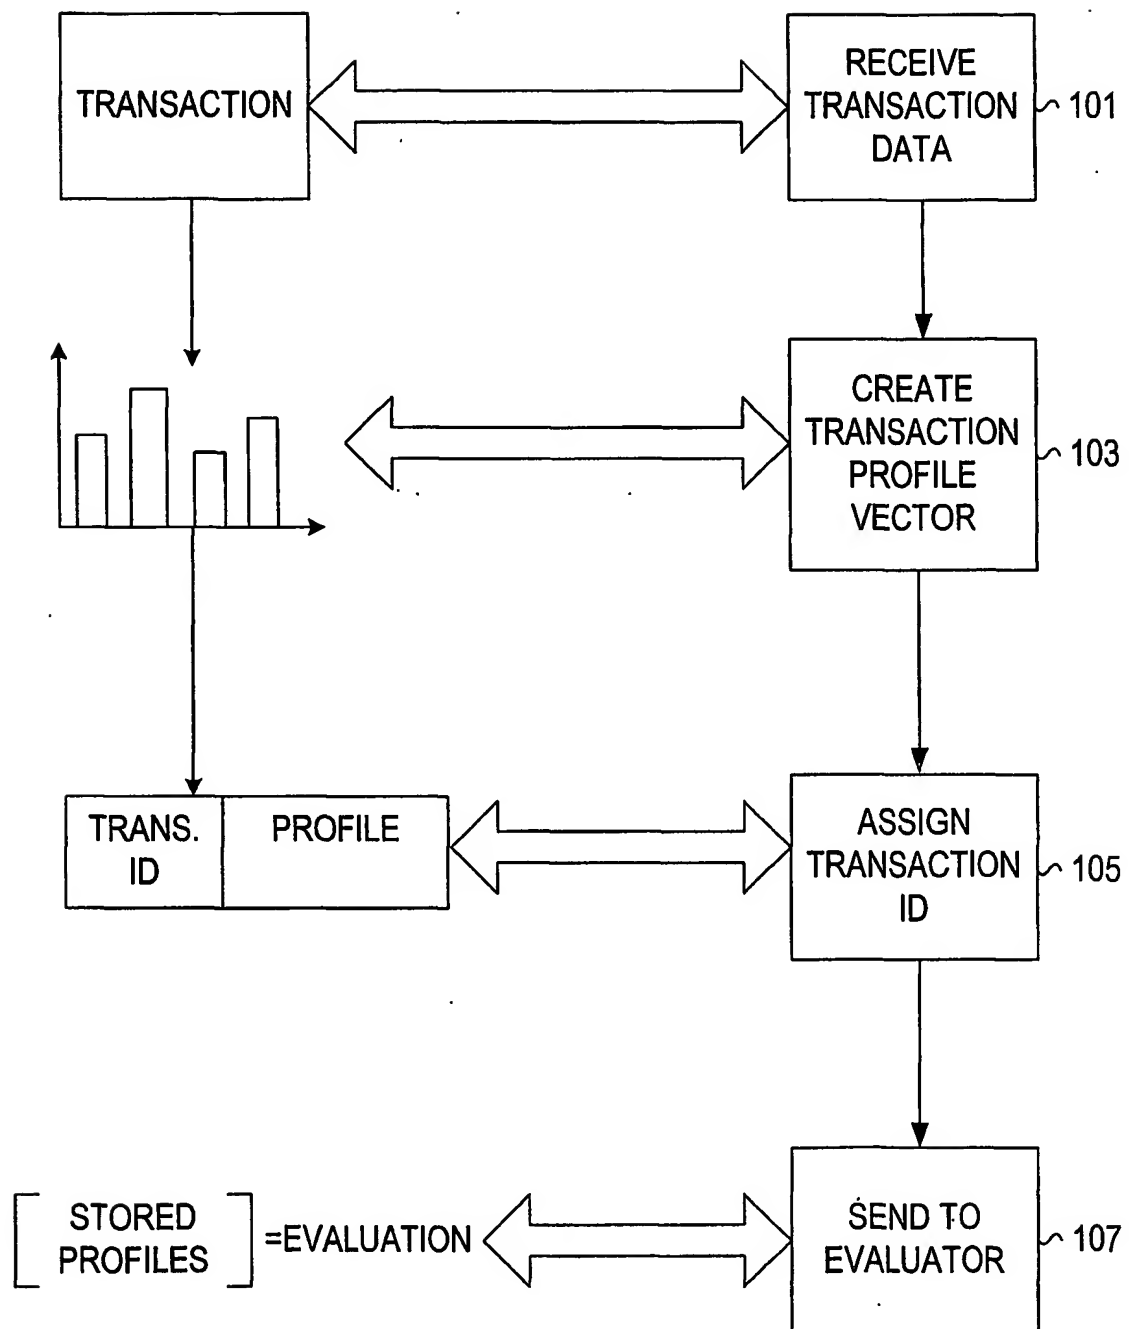 TRANSACTION
RECEIVE
TRANSACTION
DATA
101
CREATE
TRANSACTION
PROFILE
VECTOR
103
TRANS.
ID
PROFILE
ASSIGN
TRANSACTION
ID
105
STORED
PROFILES
=EVALUATION
SEND TO
EVALUATOR
107